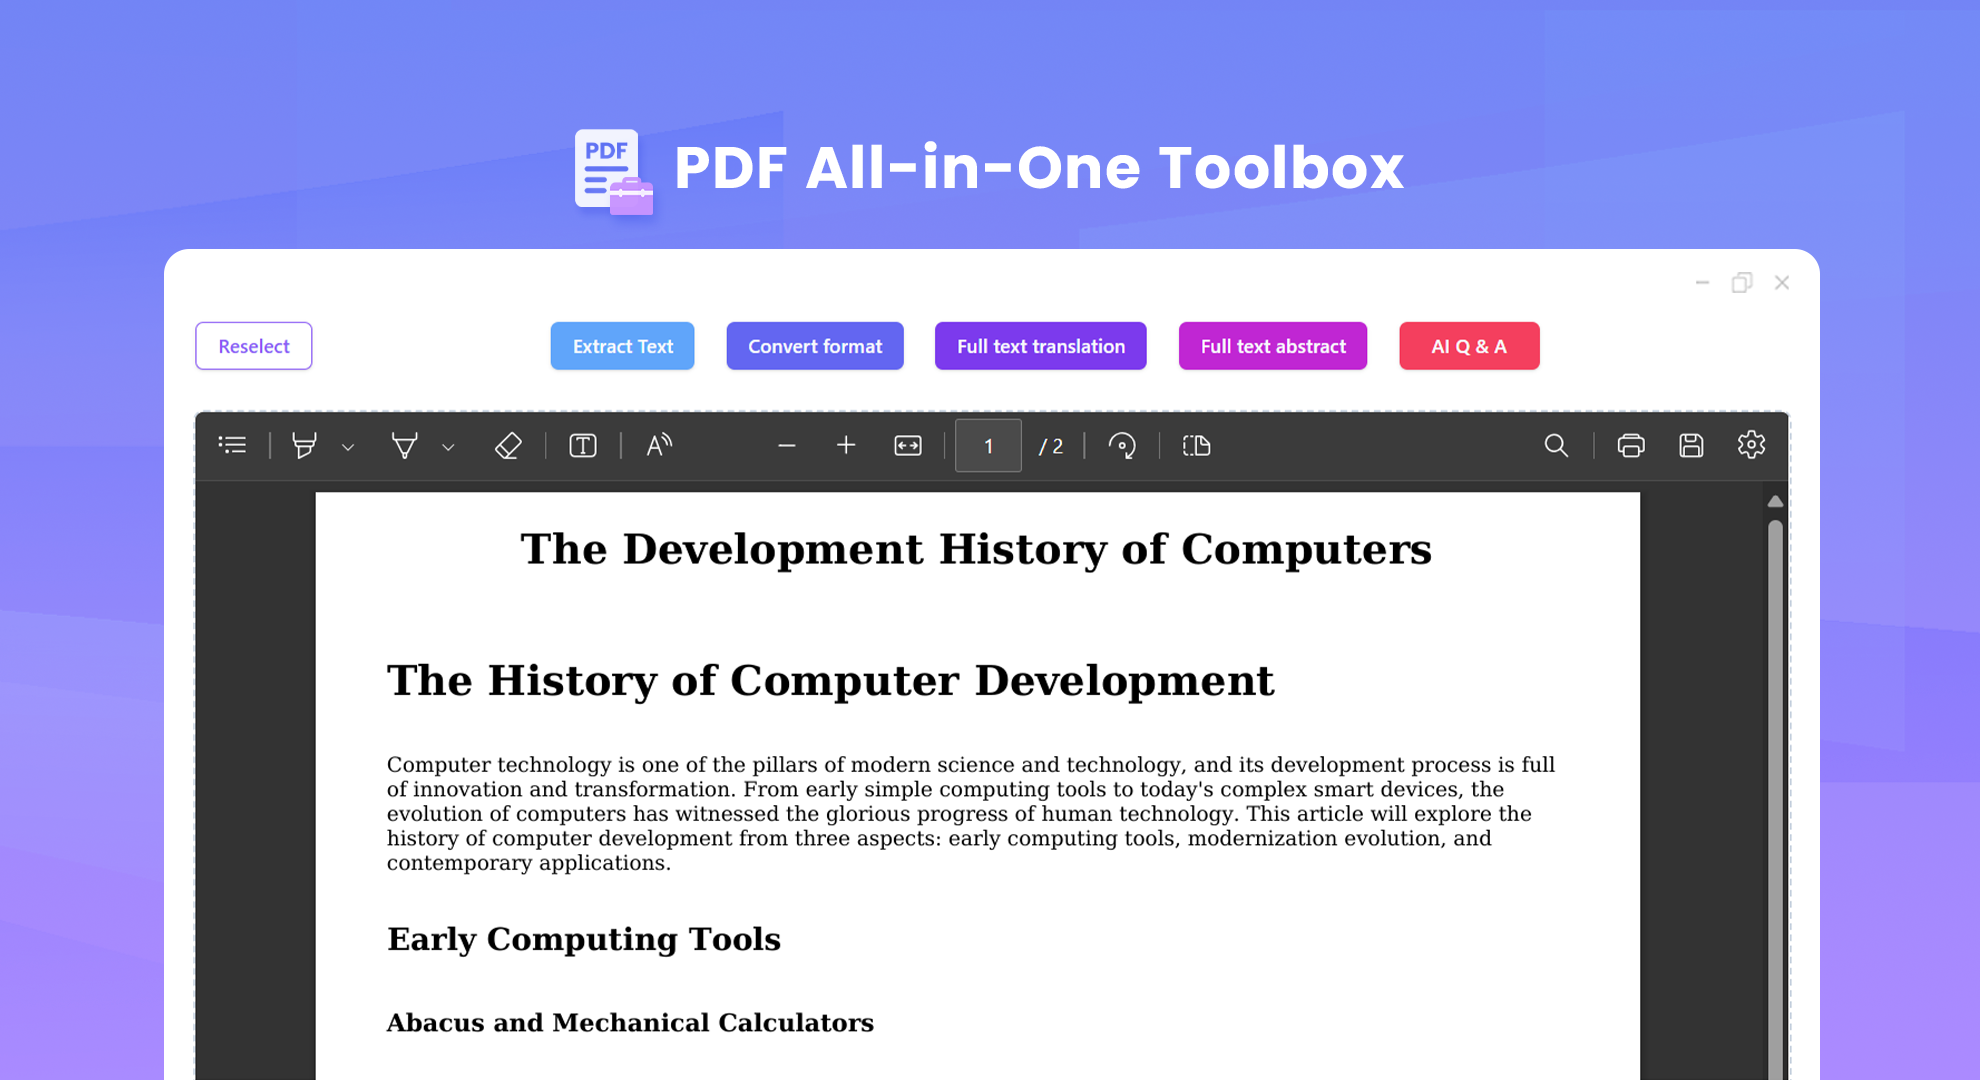 PDF
PDF All-in-One Toolbox
Reselect
Extract Text
Convert format
Full text translation
Full text abstract
AI Q & A
1
/ 2
The Development History of Computers
The History of Computer Development
Computer technology is one of the pillars of modern science and technology, and its development process is full
of innovation and transformation. From early simple computing tools to today's complex smart devices, the
evolution of computers has witnessed the glorious progress of human technology. This article will explore the
history of computer development from three aspects: early computing tools, modernization evolution, and
contemporary applications.
Early Computing Tools
Abacus and Mechanical Calculators